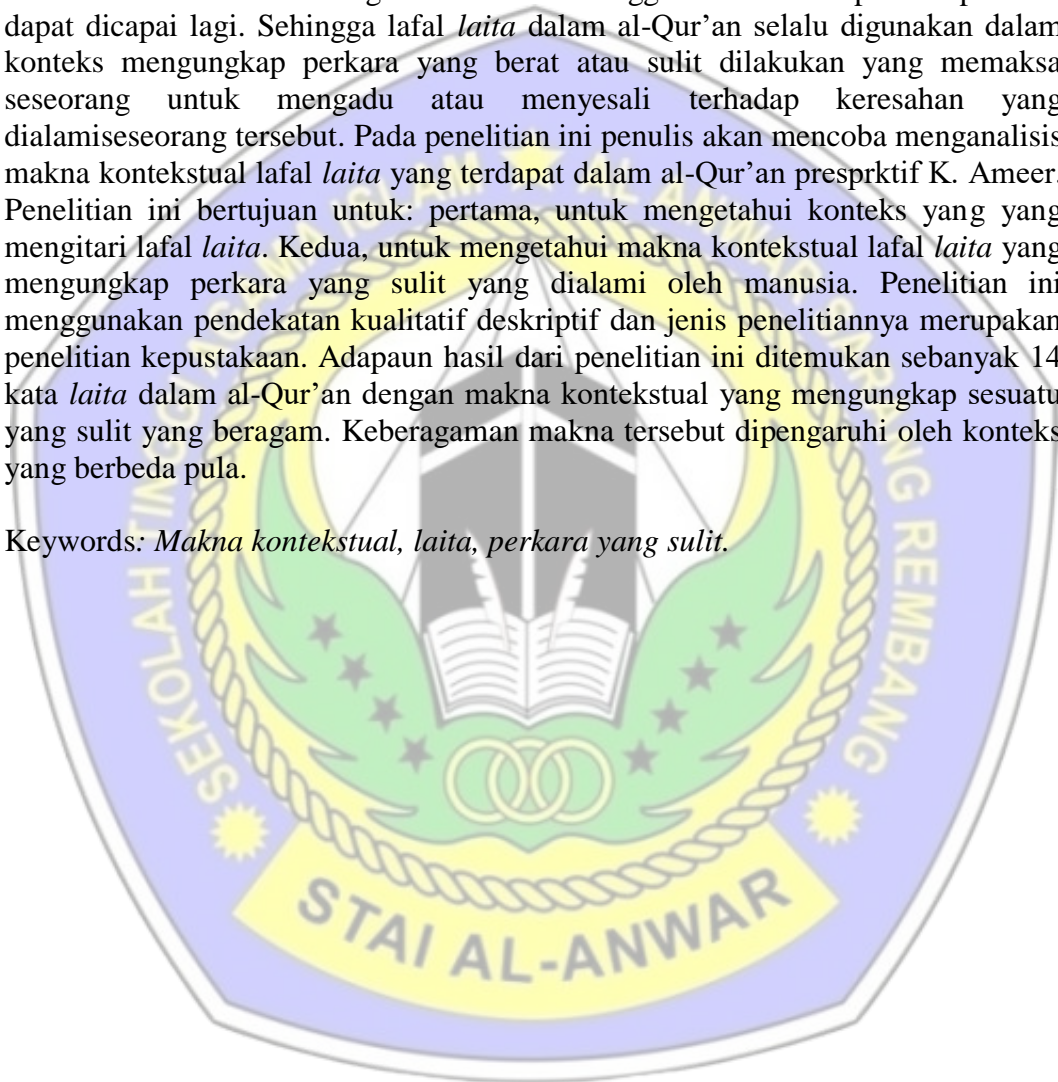 dapat dicapai lagi. Sehingga lafal laita dalam al-Qur'an selalu digunakan dalam
konteks mengungkap perkara yang berat atau sulit dilakukan yang memaksa
seseorang untuk mengadu atau menyesali terhadap keresahan yang
dialamiseseorang tersebut. Pada penelitian ini penulis akan mencoba menganalisis
makna kontekstual lafal laita yang terdapat dalam al-Qur'an presprktif K. Ameer.
Penelitian ini bertujuan untuk: pertama, untuk mengetahui konteks yang yang
mengitari lafal laita. Kedua, untuk mengetahui makna kontekstual lafal laita yang
mengungkap perkara yang sulit yang dialami oleh manusia. Penelitian ini
menggunakan pendekatan kualitatif deskriptif dan jenis penelitiannya merupakan
penelitian kepustakaan. Adapaun hasil dari penelitian ini ditemukan sebanyak 14
kata laita dalam al-Qur'an dengan makna kontekstual yang mengungkap sesuatu
yang sulit yang beragam. Keberagaman makna tersebut dipengaruhi oleh konteks
yang berbeda pula.
Keywords: Makna kontekstual, laita, perkara yang sulit.
SEKOLAH TINGGI AGAMA ISLAM AL ANWAR SARANG REMBANG
STAI AL-ANWAR